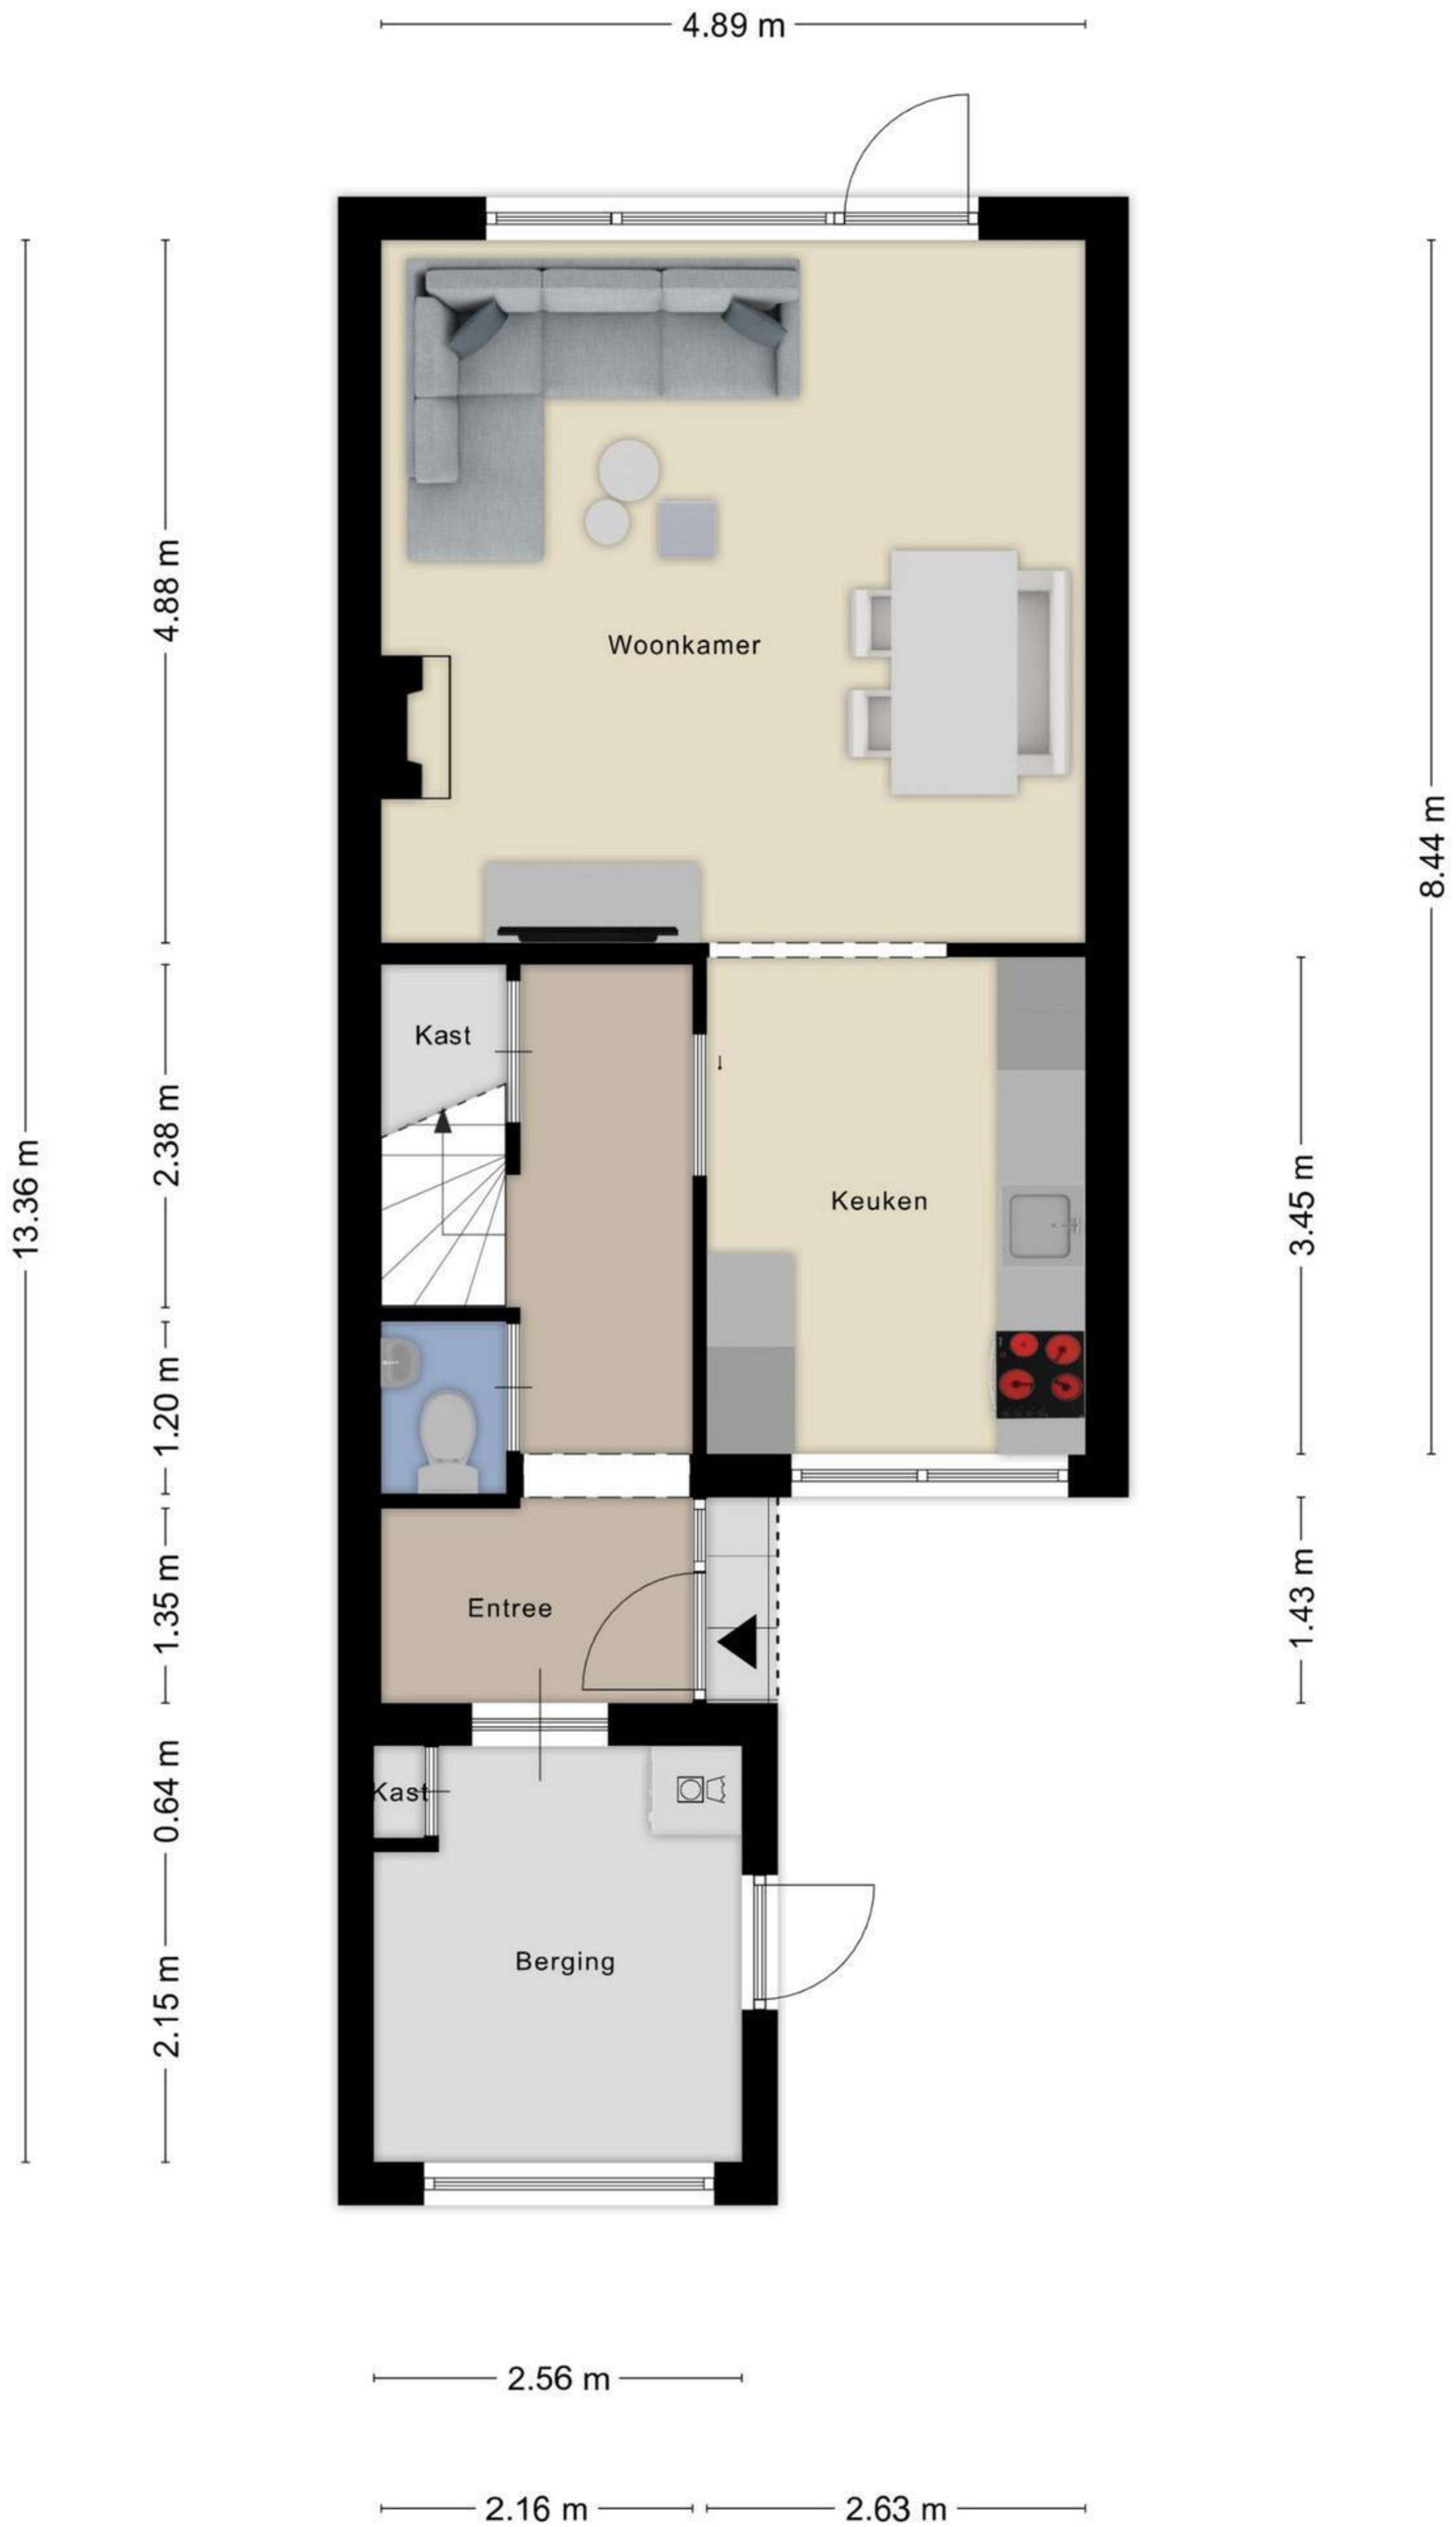 4.89 m
4.88 m
Woonkamer
8.44 m
Kast
2.38 m
13.36 m
Keuken
3.45 m
1.20 m
1.35 m
Entree
1.43 m
0.64 m
Kast
Berging
2.15 m
2.56 m
2.16 m
2.63 m